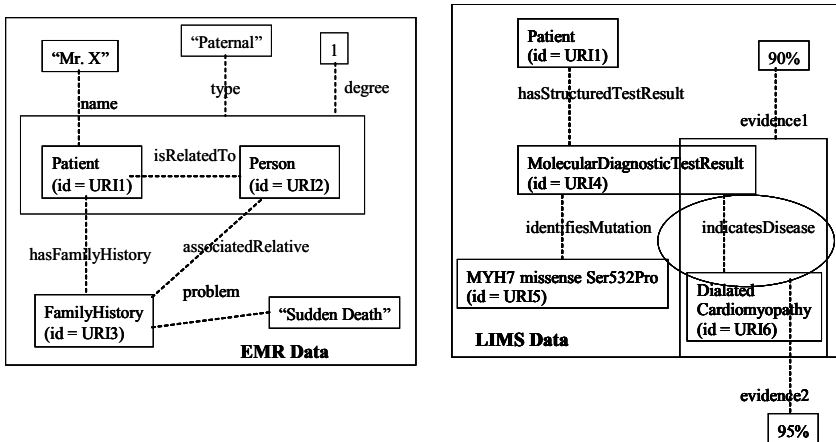 “Mr. X”
“Paternal”
1
name
type
degree
Patient
(id = URI1)
isRelatedTo
Person
(id = URI2)
hasFamilyHistory
associatedRelative
problem
FamilyHistory
(id = URI3)
“Sudden Death”
EMR Data
Patient
(id = URI1)
90%
hasStructuredTestResult
evidence1
MolecularDiagnosticTestResult
(id = URI4)
identifiesMutation
indicatesDisease
MYH7 missense Ser532Pro
(id = URI5)
Dialated
Cardiomyopathy
(id = URI6)
LIMS Data
evidence2
95%